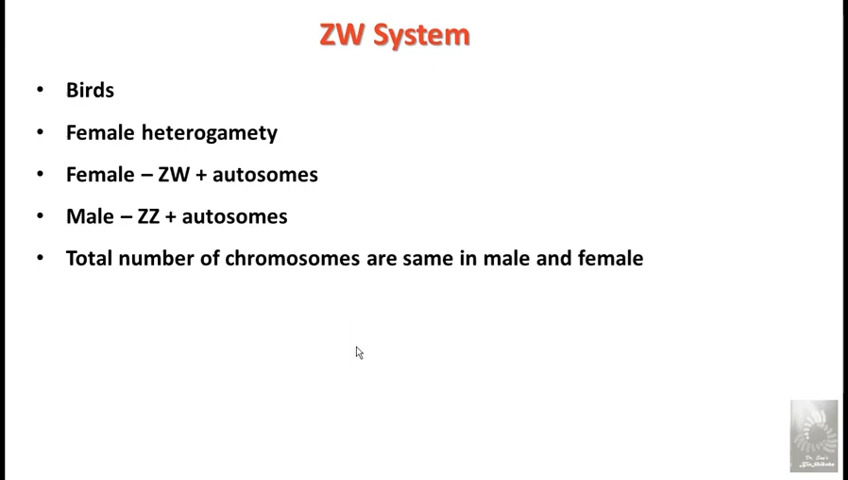 ZW System
• Birds
• Female heterogamety
• Female – ZW + autosomes
• Male – ZZ + autosomes
• Total number of chromosomes are same in male and female